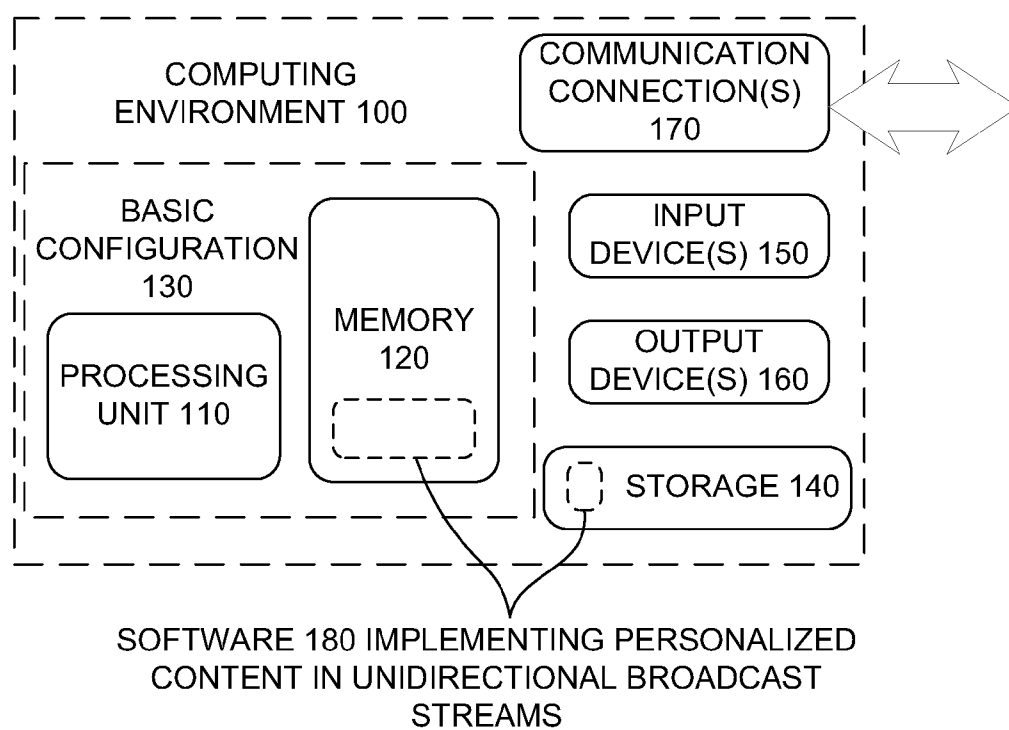 COMPUTING
ENVIRONMENT 100
COMMUNICATION
CONNECTION(S)
170
BASIC
CONFIGURATION
130
PROCESSING
UNIT 110
MEMORY
120
INPUT
DEVICE(S) 150
OUTPUT
DEVICE(S) 160
STORAGE 140
SOFTWARE 180 IMPLEMENTING PERSONALIZED
CONTENT IN UNIDIRECTIONAL BROADCAST
STREAMS